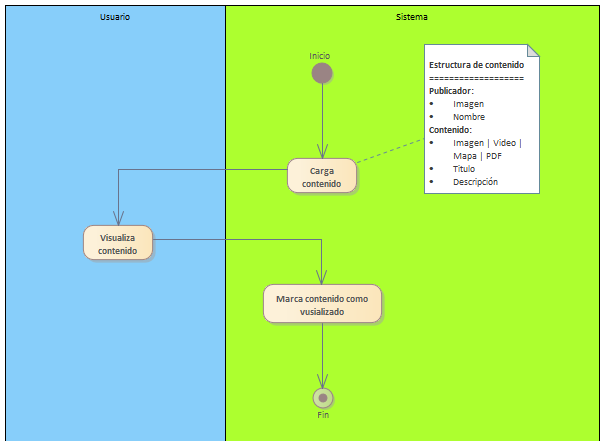 Usuario
Sistema
Inicio
Estructura de contenido
===================
Publicador:
• Imagen
• Nombre
Contenido:
• Imagen | Video |
Mapa | PDF
• Titulo
• Descripción
Carga
contenido
Visualiza
contenido
Marca contenido como
vusializado
Fin